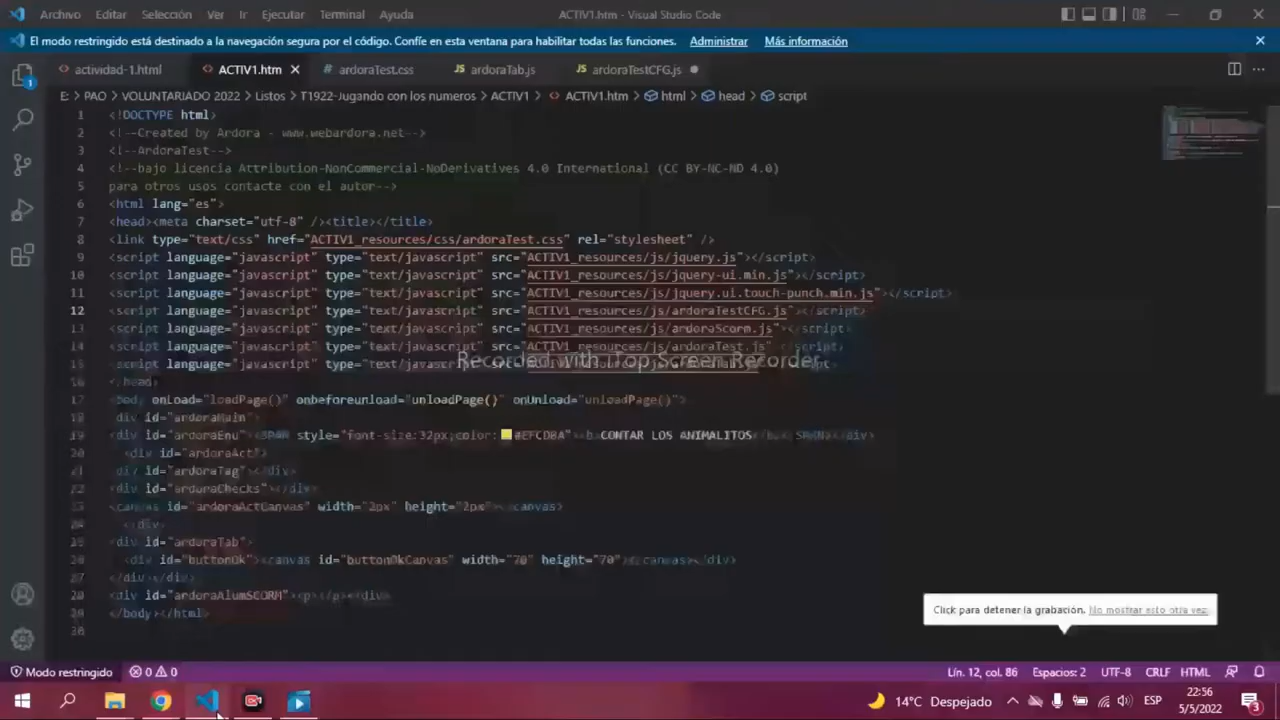 Archivo Editar Selección Ver Ir Ejecutar Terminal Ayuda ACTIV1.htm - Visual Studio Code
El modo restringido está destinado a la navegación segura por el código. Confíe en esta ventana para habilitar todas las funciones. Administrar Más información
actividad-1.html ACTIV1.htm ardoraTest.css ardoraTab.js ardoraTestCFG.js
E: > PAO > VOLUNTARIADO 2022 > Listos > T1922-Jugando con los numeros > ACTIV1 > ACTIV1.htm > html > head > script
1 <!DOCTYPE html>
2 <!--Created by Ardora - www.webardora.net-->
3 <!--ArdoraTest-->
4 <!--bajo licencia Attribution-NonCommercial-NoDerivatives 4.0 International (CC BY-NC-ND 4.0)
5 para otros usos contacte con el autor-->
6 <html lang="es">
7 <head><meta charset="utf-8" /><title></title>
8 <link type="text/css" href="ACTIV1_resources/css/ardoraTest.css" rel="stylesheet" />
9 <script language="javascript" type="text/javascript" src="ACTIV1_resources/js/jquery.js"></script>
10 <script language="javascript" type="text/javascript" src="ACTIV1_resources/js/jquery-ui.min.js"></script>
11 <script language="javascript" type="text/javascript" src="ACTIV1_resources/js/jquery.ui.touch-punch.min.js"></script>
12 <script language="javascript" type="text/javascript" src="ACTIV1_resources/js/ardoraTestCFG.js"></script>
13 <script language="javascript" type="text/javascript" src="ACTIV1_resources/js/ardoraScorm.js"></script>
14 <script language="javascript" type="text/javascript" src="ACTIV1_resources/js/ardoraTest.js" </script>
15 <script language="javascript" type="text/javascript" src="ACTIV1_resources/js/
Recorded with iTop Screen Recorder
16 </head>
17 <body onLoad="loadPage()" onbeforeunload="unloadPage()" onUnload="unloadPage()">
18 div id="ardoraMain"
19 <div id="ardoraEnu" <SPAN style="font-size:32px;color: #EFCDBA" <b>CONTAR LOS ANIMALITOS</b></SPAN></div>
20 <div id="ardoraAct">
21 div id="ardoraTag"></div>
22 <div id="ardoraChecks"></div>
23 <canvas id="ardoraActCanvas" width="2px" height="2px"></canvas>
24 <div>
25 <div id="ardoraTab"
26 <div id="buttonOk"><canvas id="buttonOkCanvas" width="70" height="70"></canvas></div>
27 </div></div>
28 <div id="ardoraAlumSCORM"><p></p></div>
29 </body></html>
30
Click para detener la grabación. No mostrar esto otra vez.
Modo restringido 0 0 Lín. 12, col. 86 Espacios: 2 UTF-8 CRLF HTML
14°C Despejado ESP 22:56
5/5/2022 3